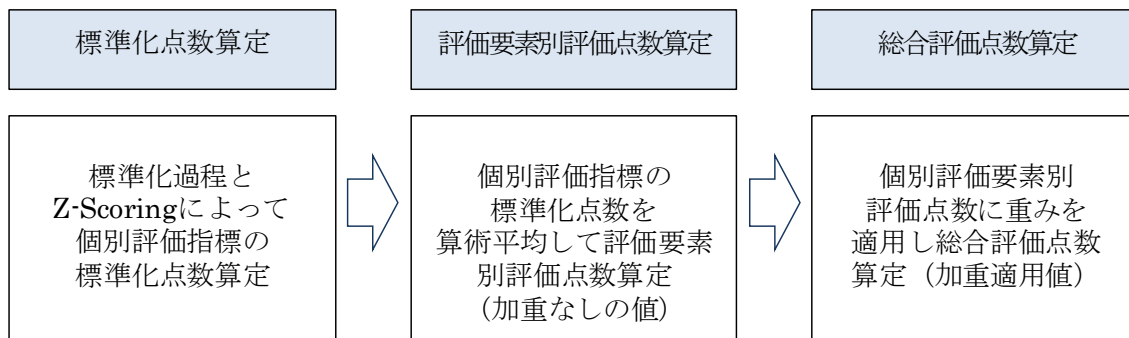 標準化点数算定
評価要素別評価点数算定
総合評価点数算定
標準化過程と
Z-Scoringによって
個別評価指標の
標準化点数算定
個別評価指標の
標準化点数を
算術平均して評価要素
別評価点数算定
（加重なしの値）
個別評価要素別
評価点数に重みを
適用し総合評価点数
算定（加重適用値）